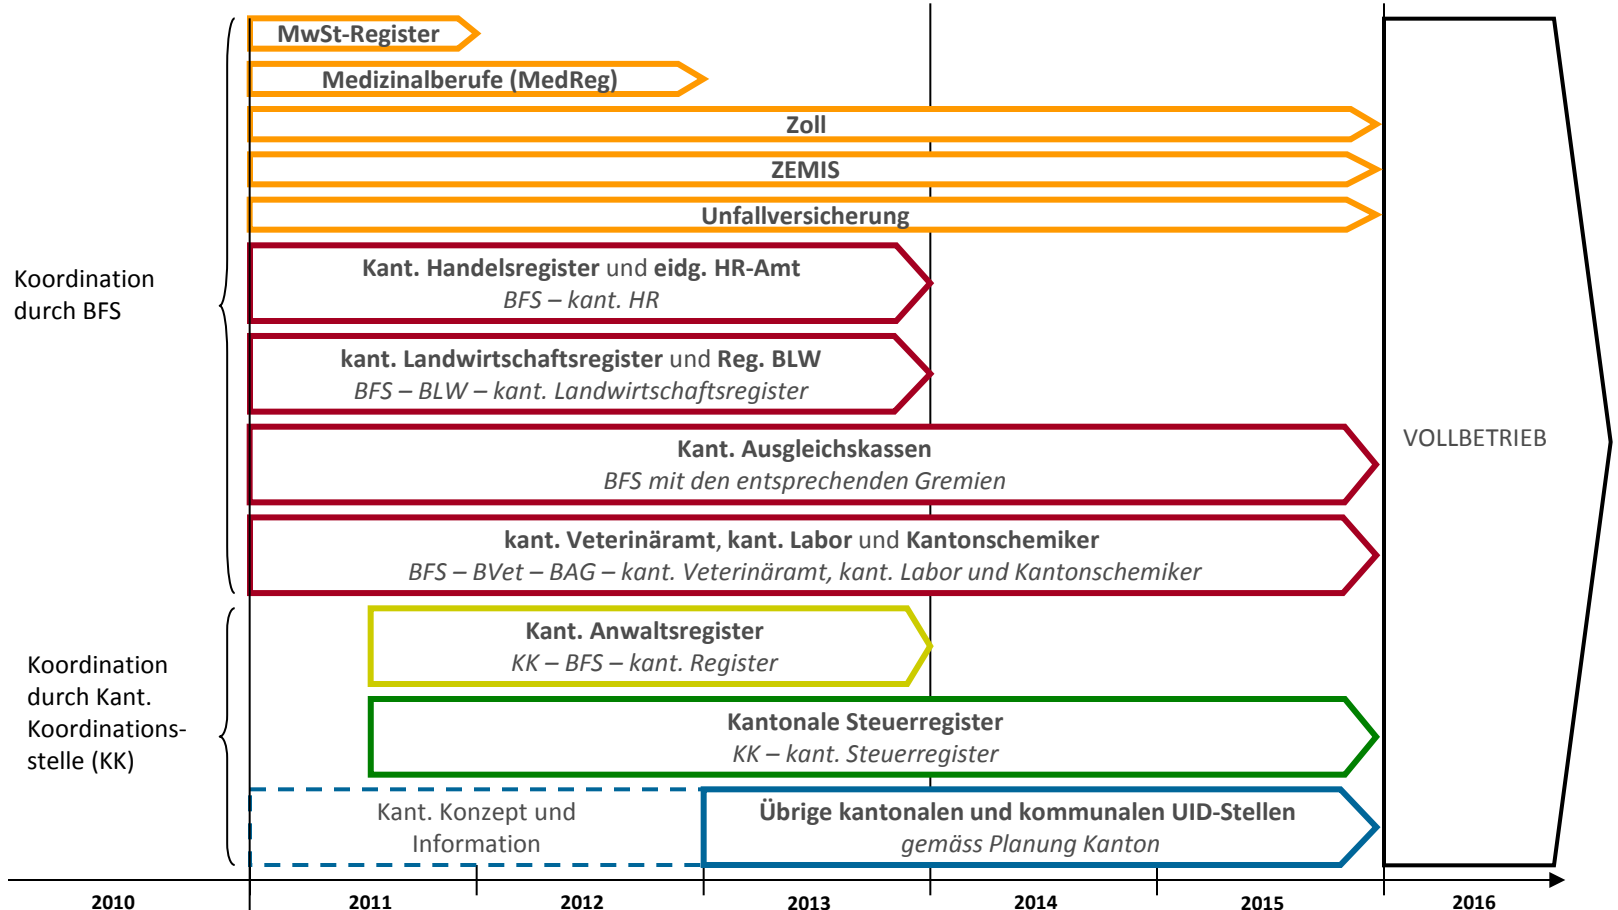 MwSt-Register
Medizinalberufe (MedReg)
Zoll
ZEMIS
Unfallversicherung
Koordination
durch BFS
Kant. Handelsregister und eidg. HR-Amt
BFS – kant. HR
kant. Landwirtschaftsregister und Reg. BLW
BFS – BLW – kant. Landwirtschaftsregister
Kant. Ausgleichskassen
BFS mit den entsprechenden Gremien
kant. Veterinäramt, kant. Labor und Kantonschemiker
BFS – BVet – BAG – kant. Veterinäramt, kant. Labor und Kantonschemiker
VOLLBETRIEB
Koordination
durch Kant.
Koordinations-
stelle (KK)
Kant. Anwaltsregister
KK – BFS – kant. Register
Kantonale Steuerregister
KK – kant. Steuerregister
Kant. Konzept und
Information
Übrige kantonalen und kommunalen UID-Stellen
gemäss Planung Kanton
2010 2011 2012 2013 2014 2015 2016